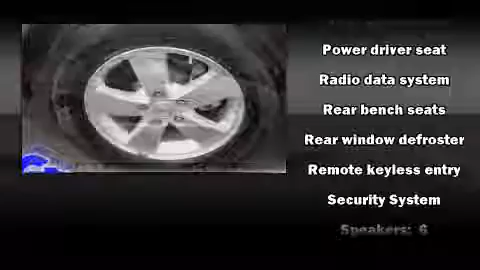 Power driver seat
Radio data system
Rear bench seats
Rear window defroster
Remote keyless entry
Security System
Speakers: 6